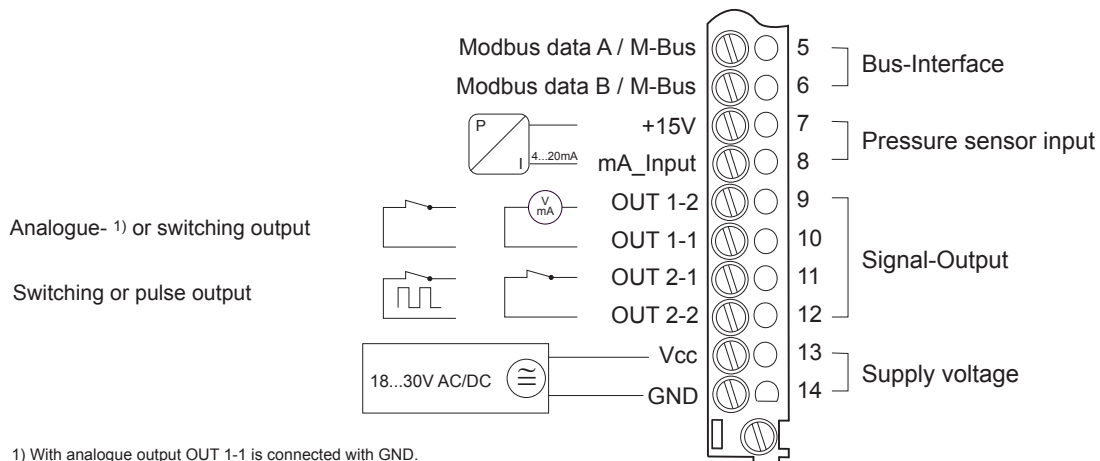 Modbus data A / M-Bus
5
Bus-Interface
Modbus data B / M-Bus
6
P
I
4...20mA
+15V
7
Pressure sensor input
mA_Input
8
Analogue- 1) or switching output
V
mA
OUT 1-2
9
Signal-Output
OUT 1-1
10
Switching or pulse output
OUT 2-1
11
OUT 2-2
12
18...30V AC/DC
Vcc
13
Supply voltage
GND
14
1) With analogue output OUT 1-1 is connected with GND.